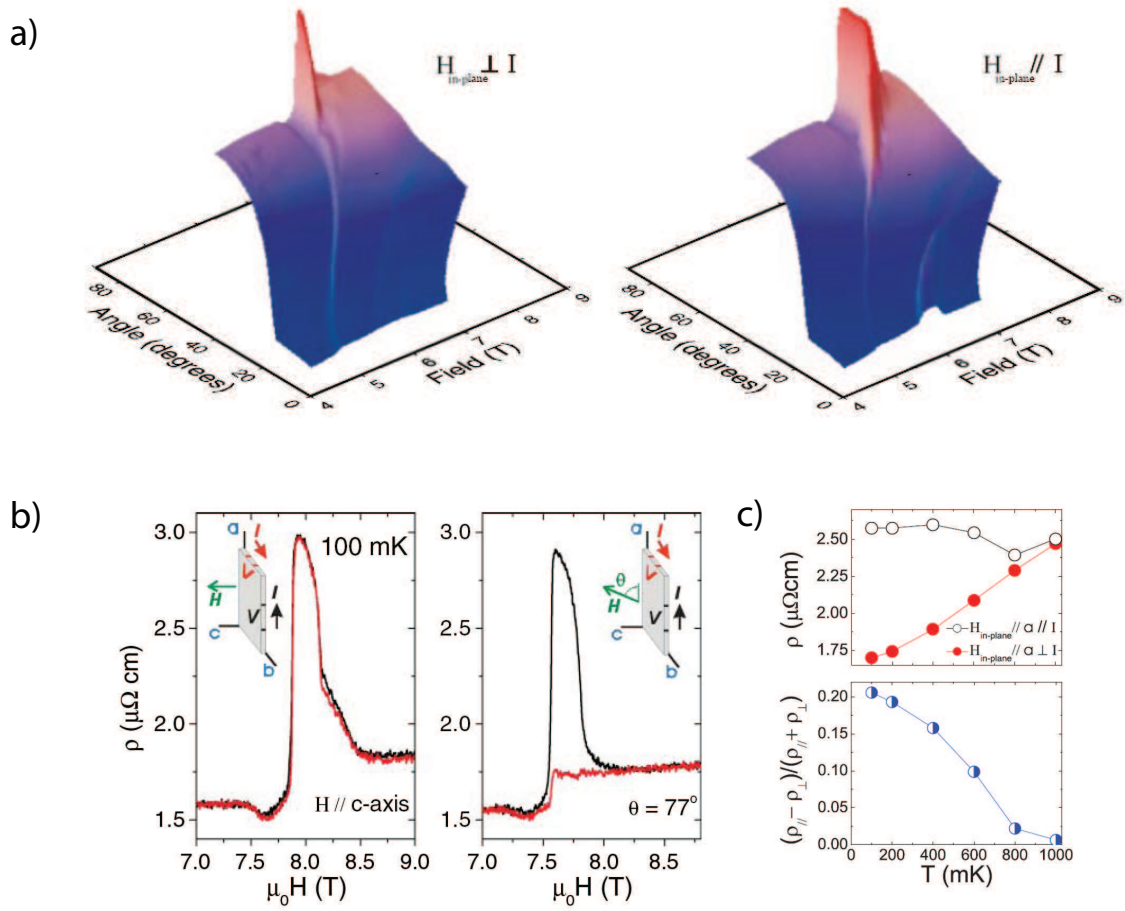 a)
H in-plane ⊥ I
H in-plane // I
80
60
40
20
0
Angle (degrees)
4
5
6
7
8
9
Field (T)
80
60
40
20
0
Angle (degrees)
4
5
6
7
8
9
Field (T)
b)
3.0
2.5
2.0
1.5
ρ (μΩ cm)
a
I
100 mK
V
H
I
V
c
b
H // c-axis
7.0
7.5
8.0
8.5
9.0
μ₀H (T)
a
I
V
θ
H
I
V
c
b
θ = 77°
7.0
7.5
8.0
8.5
μ₀H (T)
c)
2.50
2.25
1.75
ρ (μΩcm)
H in-plane // a // I
H in-plane // a ⊥ I
0.20
0.15
0.10
0.05
0.00
(ρ// − ρ⊥)/(ρ// + ρ⊥)
0 200 400 600 800 1000
T (mK)